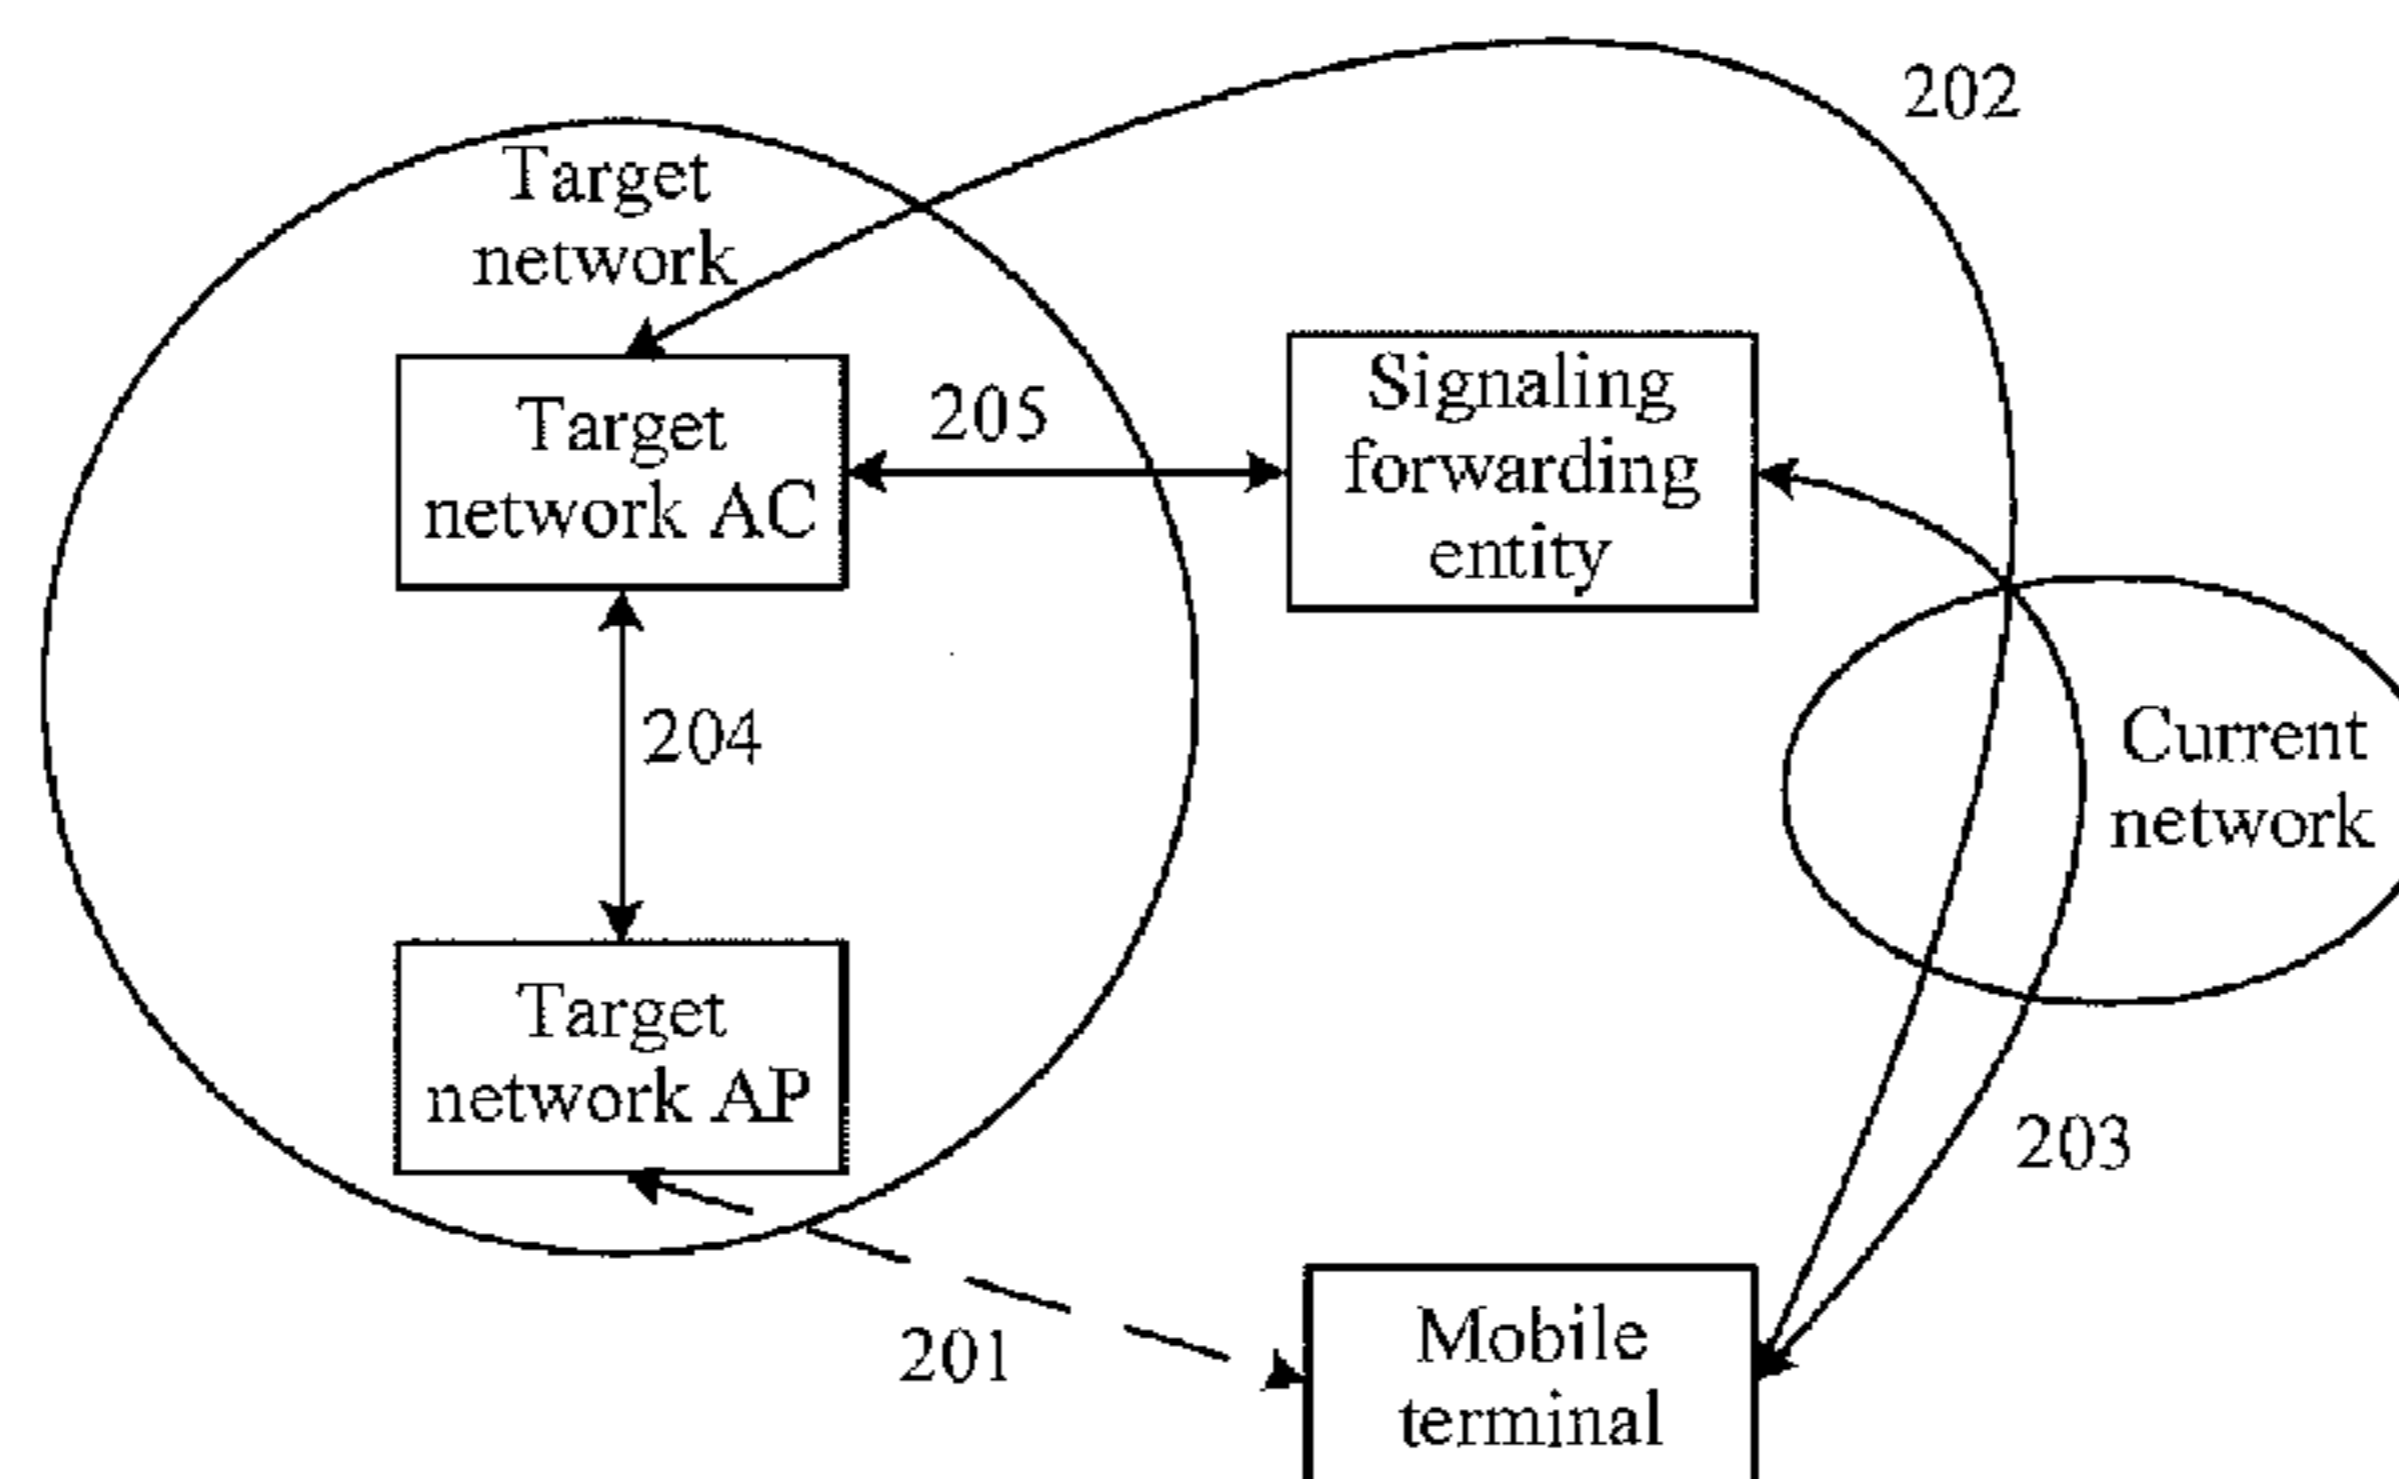 202
Target
network
Target
network AC
205
Signaling
forwarding
entity
204
Current
network
Target
network AP
203
201
Mobile
terminal